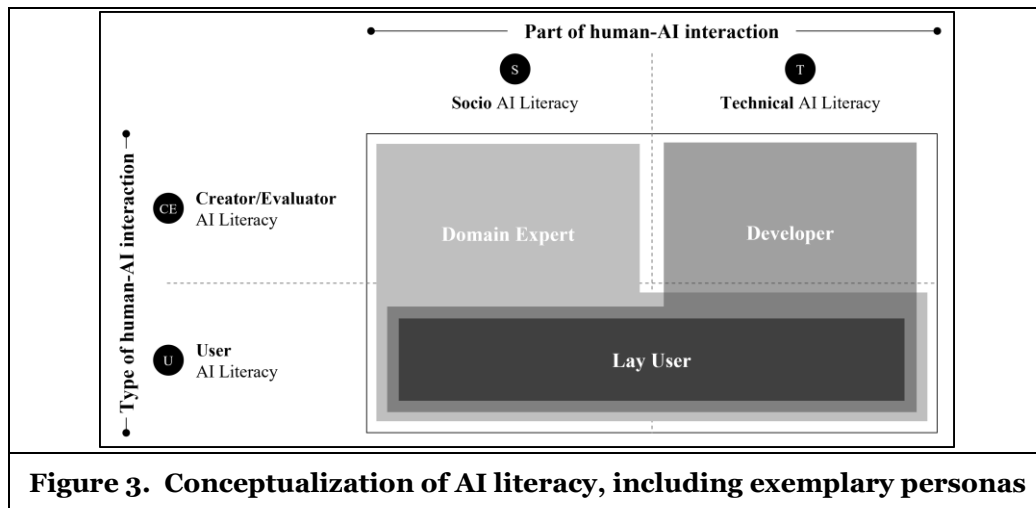 Part of human-AI interaction
S
T
Socio AI Literacy
Technical AI Literacy
Type of human-AI interaction
CE
Creator/Evaluator
AI Literacy
Domain Expert
Developer
U
User
AI Literacy
Lay User
Figure 3. Conceptualization of AI literacy, including exemplary personas